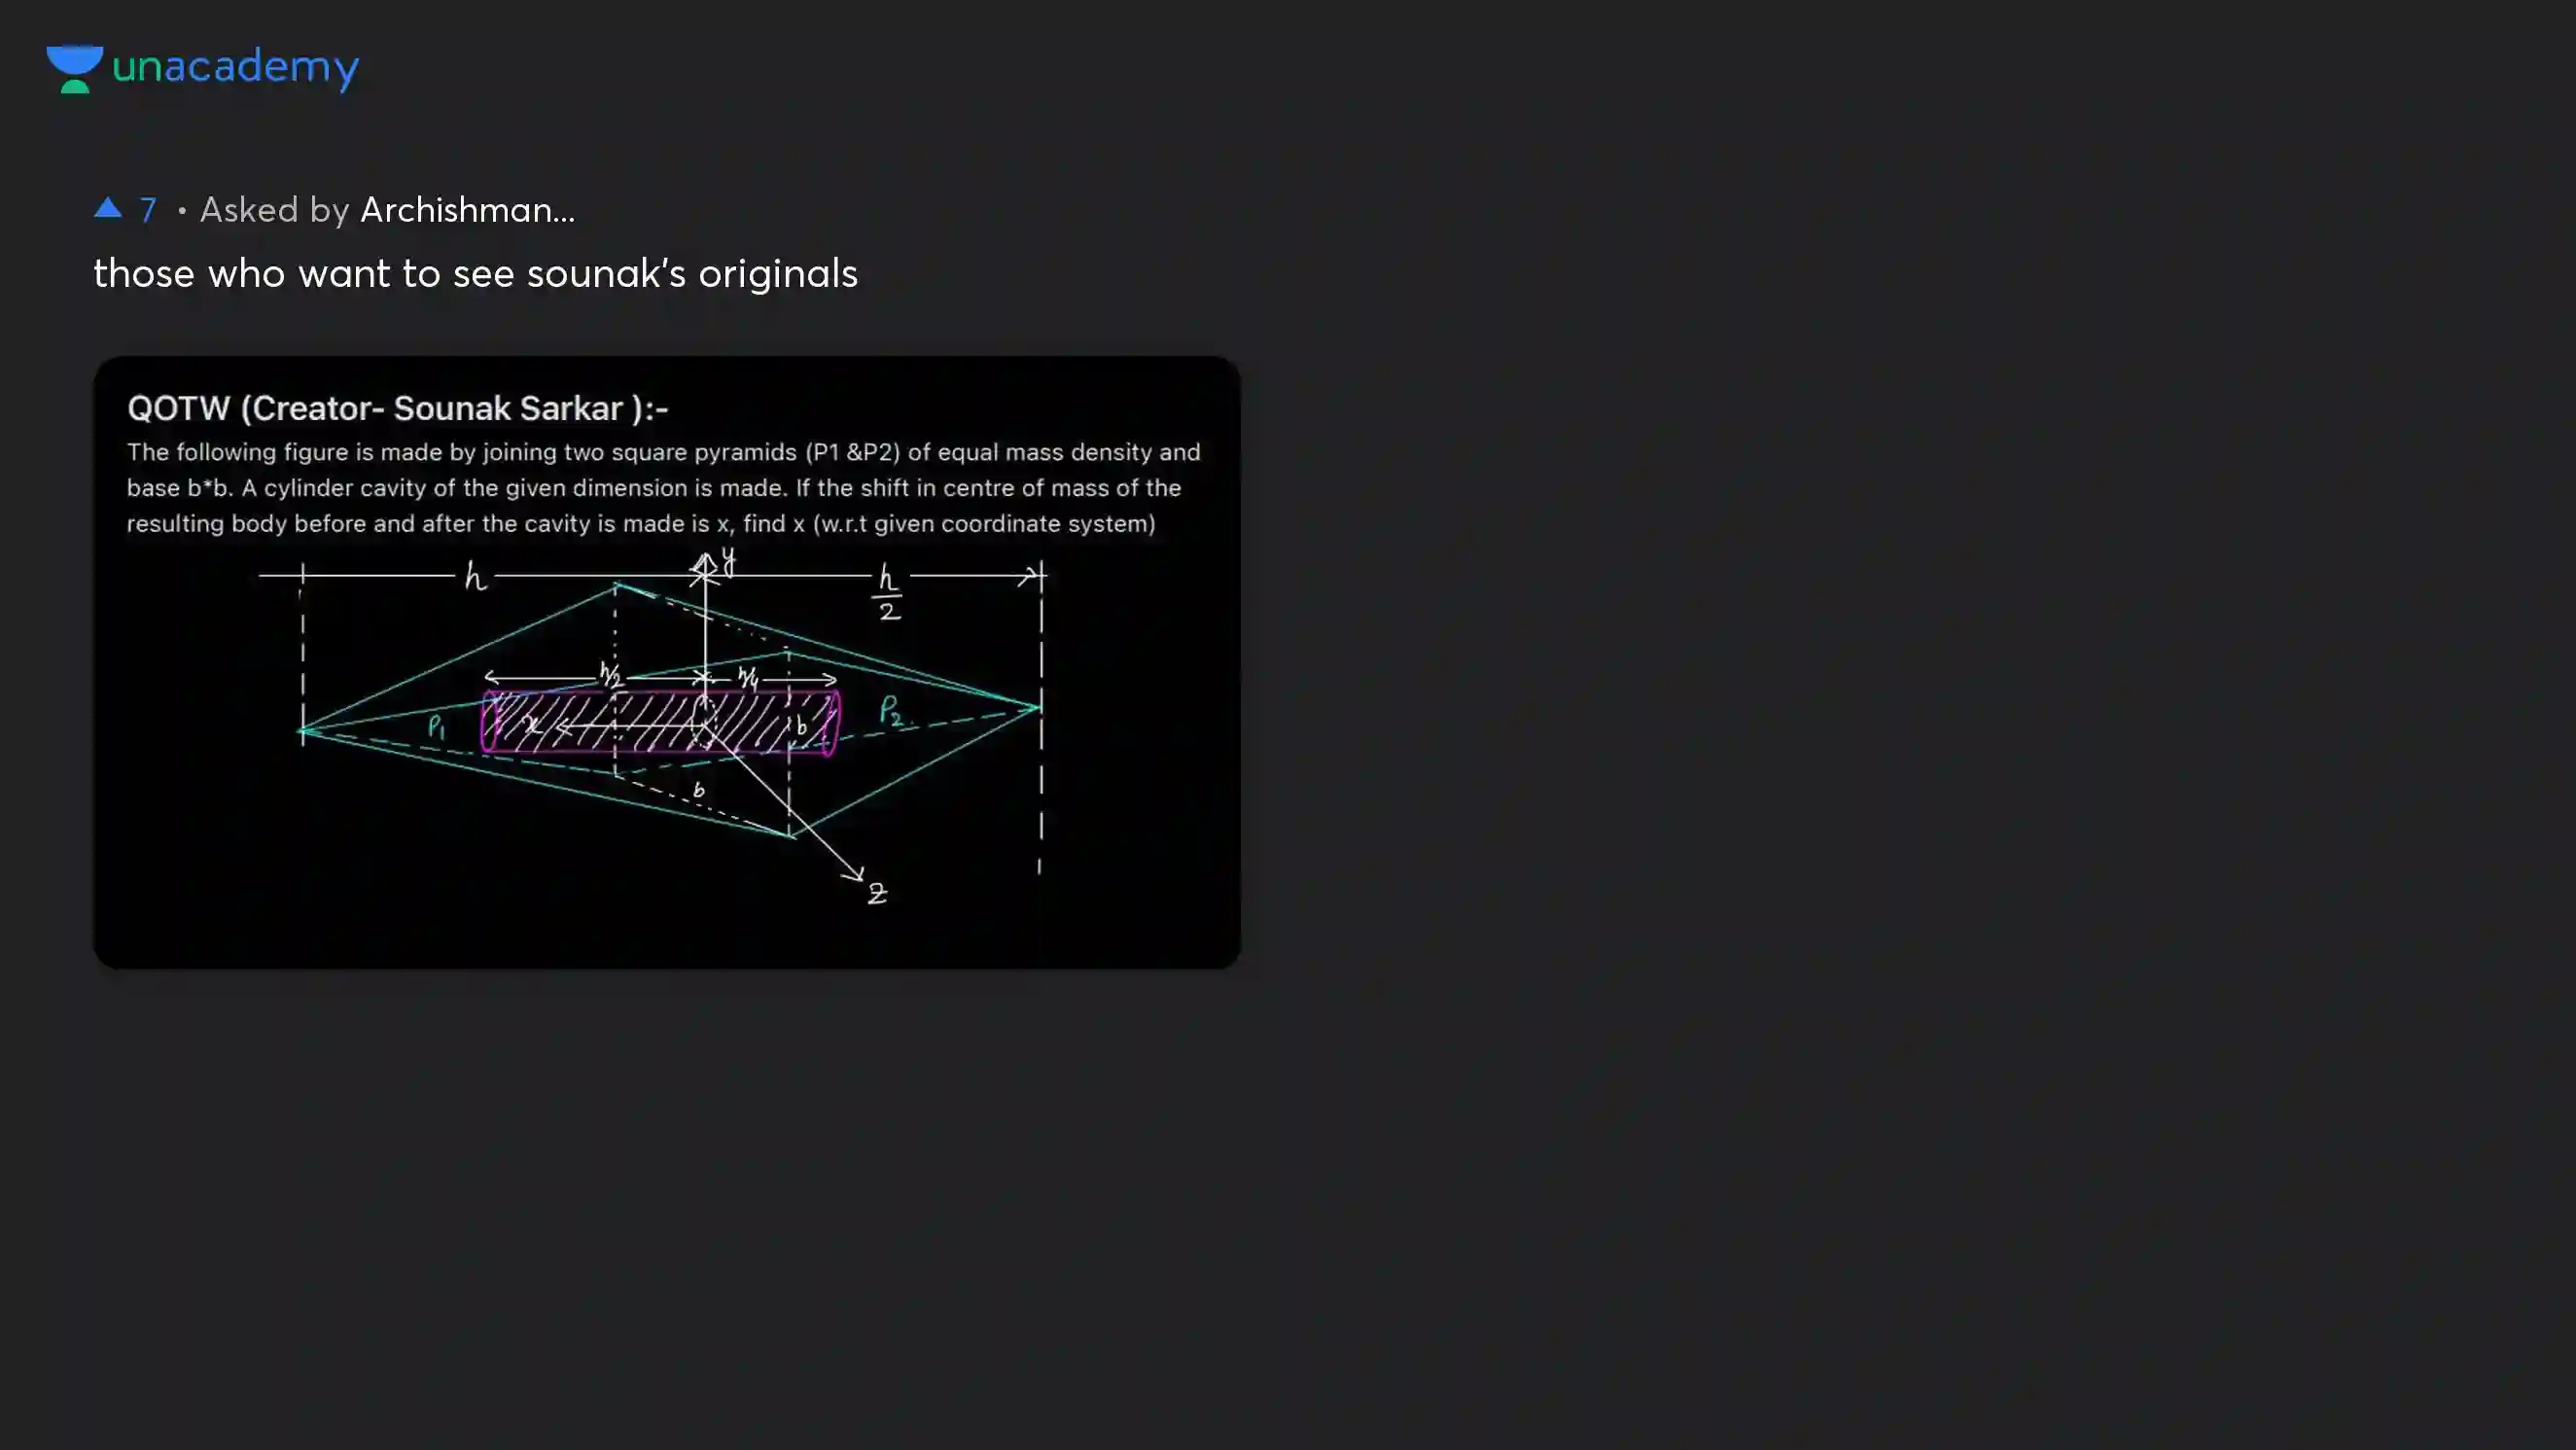 unacademy
7 • Asked by Archishman...
those who want to see sounak's originals
QOTW (Creator- Sounak Sarkar ):-
The following figure is made by joining two square pyramids (P1 &P2) of equal mass density and
base b*b. A cylinder cavity of the given dimension is made. If the shift in centre of mass of the
resulting body before and after the cavity is made is x, find x (w.r.t given coordinate system)
y
h
h/2
h/2
h/4
P1
x
b
P2
b
z